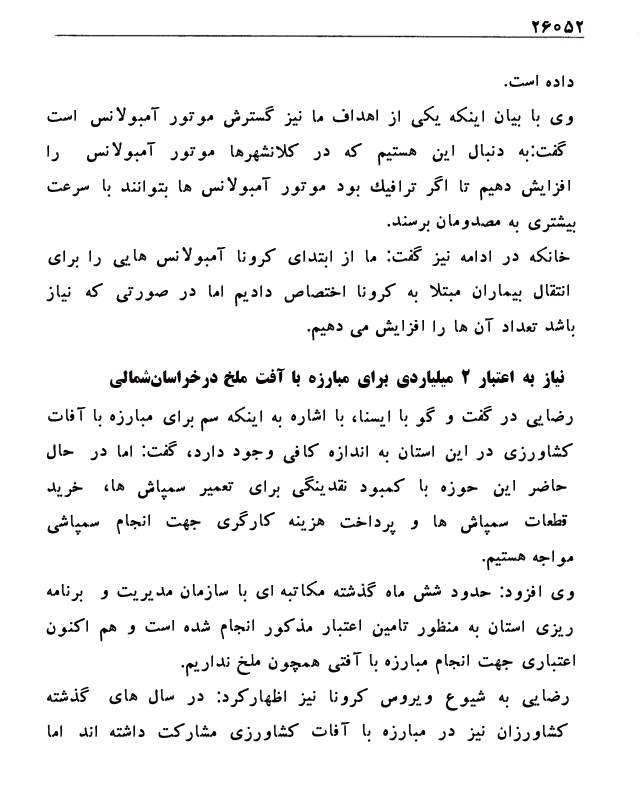 ۲۶۰۵۲
داده است.
وی با بیان اینکه یکی از اهداف ما نیز گسترش موتور آمبولانس است
گفت:به دنبال این هستیم که در کلانشهرها موتور آمبولانس را
افزایش دهیم تا اگر ترافیك بود موتور آمبولانس ها بتوانند با سرعت
بیشتری به مصدومان برسند.
خانکه در ادامه نیز گفت: ما از ابتدای کرونا آمبولانس هایی را برای
انتقال بیماران مبتلا به کرونا اختصاص دادیم اما در صورتی که نیاز
باشد تعداد آن ها را افزایش می دهیم.
نیاز به اعتبار ۲ میلیاردی برای مبارزه با آفت ملخ درخراسان‌شمالی
رضایی در گفت و گو با ایسنا، با اشاره به اینکه سم برای مبارزه با آفات
کشاورزی در این استان به اندازه کافی وجود دارد، گفت: اما در حال
حاضر این حوزه با کمبود نقدینگی برای تعمیر سمپاش ها، خرید
قطعات سمپاش ها و پرداخت هزینه کارگری جهت انجام سمپاشی
مواجه هستیم.
وی افزود: حدود شش ماه گذشته مکاتبه ای با سازمان مدیریت و برنامه
ریزی استان به منظور تامین اعتبار مذکور انجام شده است و هم اکنون
اعتباری جهت انجام مبارزه با آفتی همچون ملخ نداریم.
رضایی به شیوع ویروس کرونا نیز اظهارکرد: در سال های گذشته
کشاورزان نیز در مبارزه با آفات کشاورزی مشارکت داشته اند اما